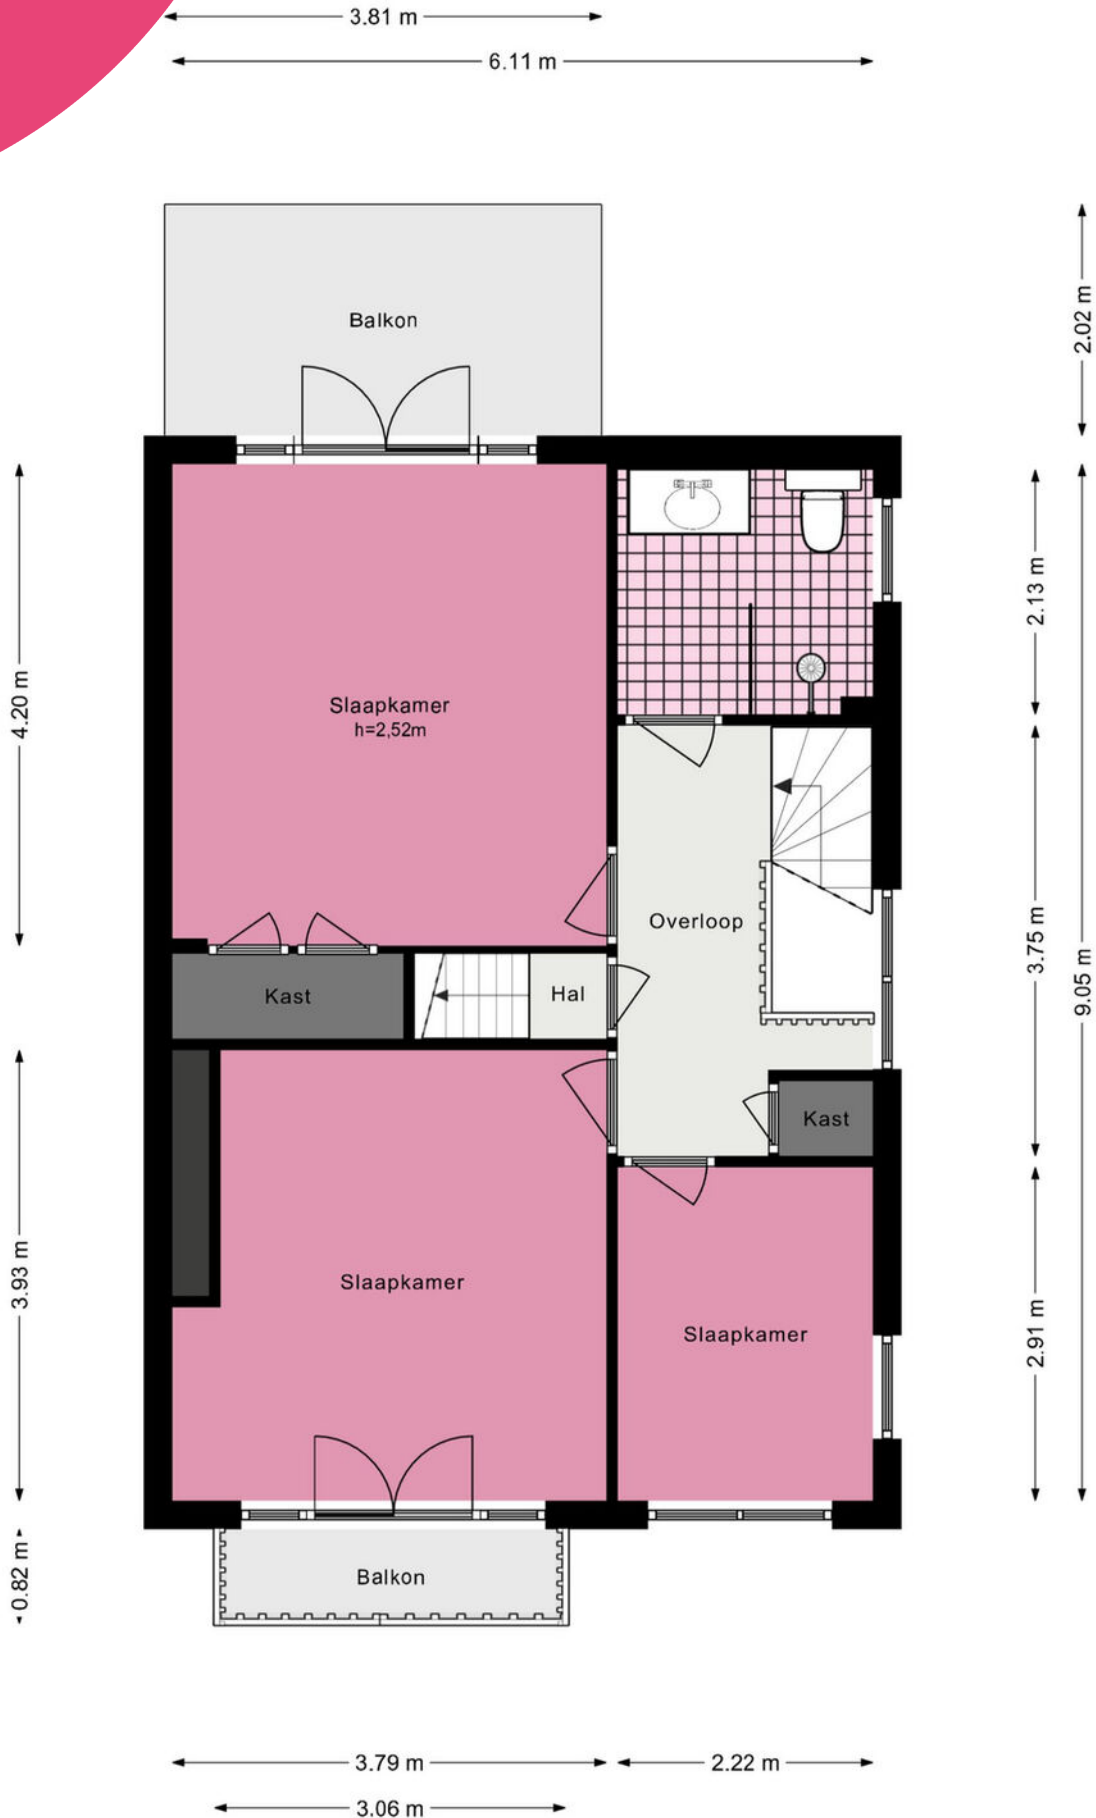 3.81 m
6.11 m
Balkon
2.02 m
Slaapkamer
h=2,52m
4.20 m
2.13 m
Overloop
3.75 m
9.05 m
Kast
Hal
Kast
Slaapkamer
3.93 m
Slaapkamer
2.91 m
Balkon
0.82 m
3.79 m
2.22 m
3.06 m